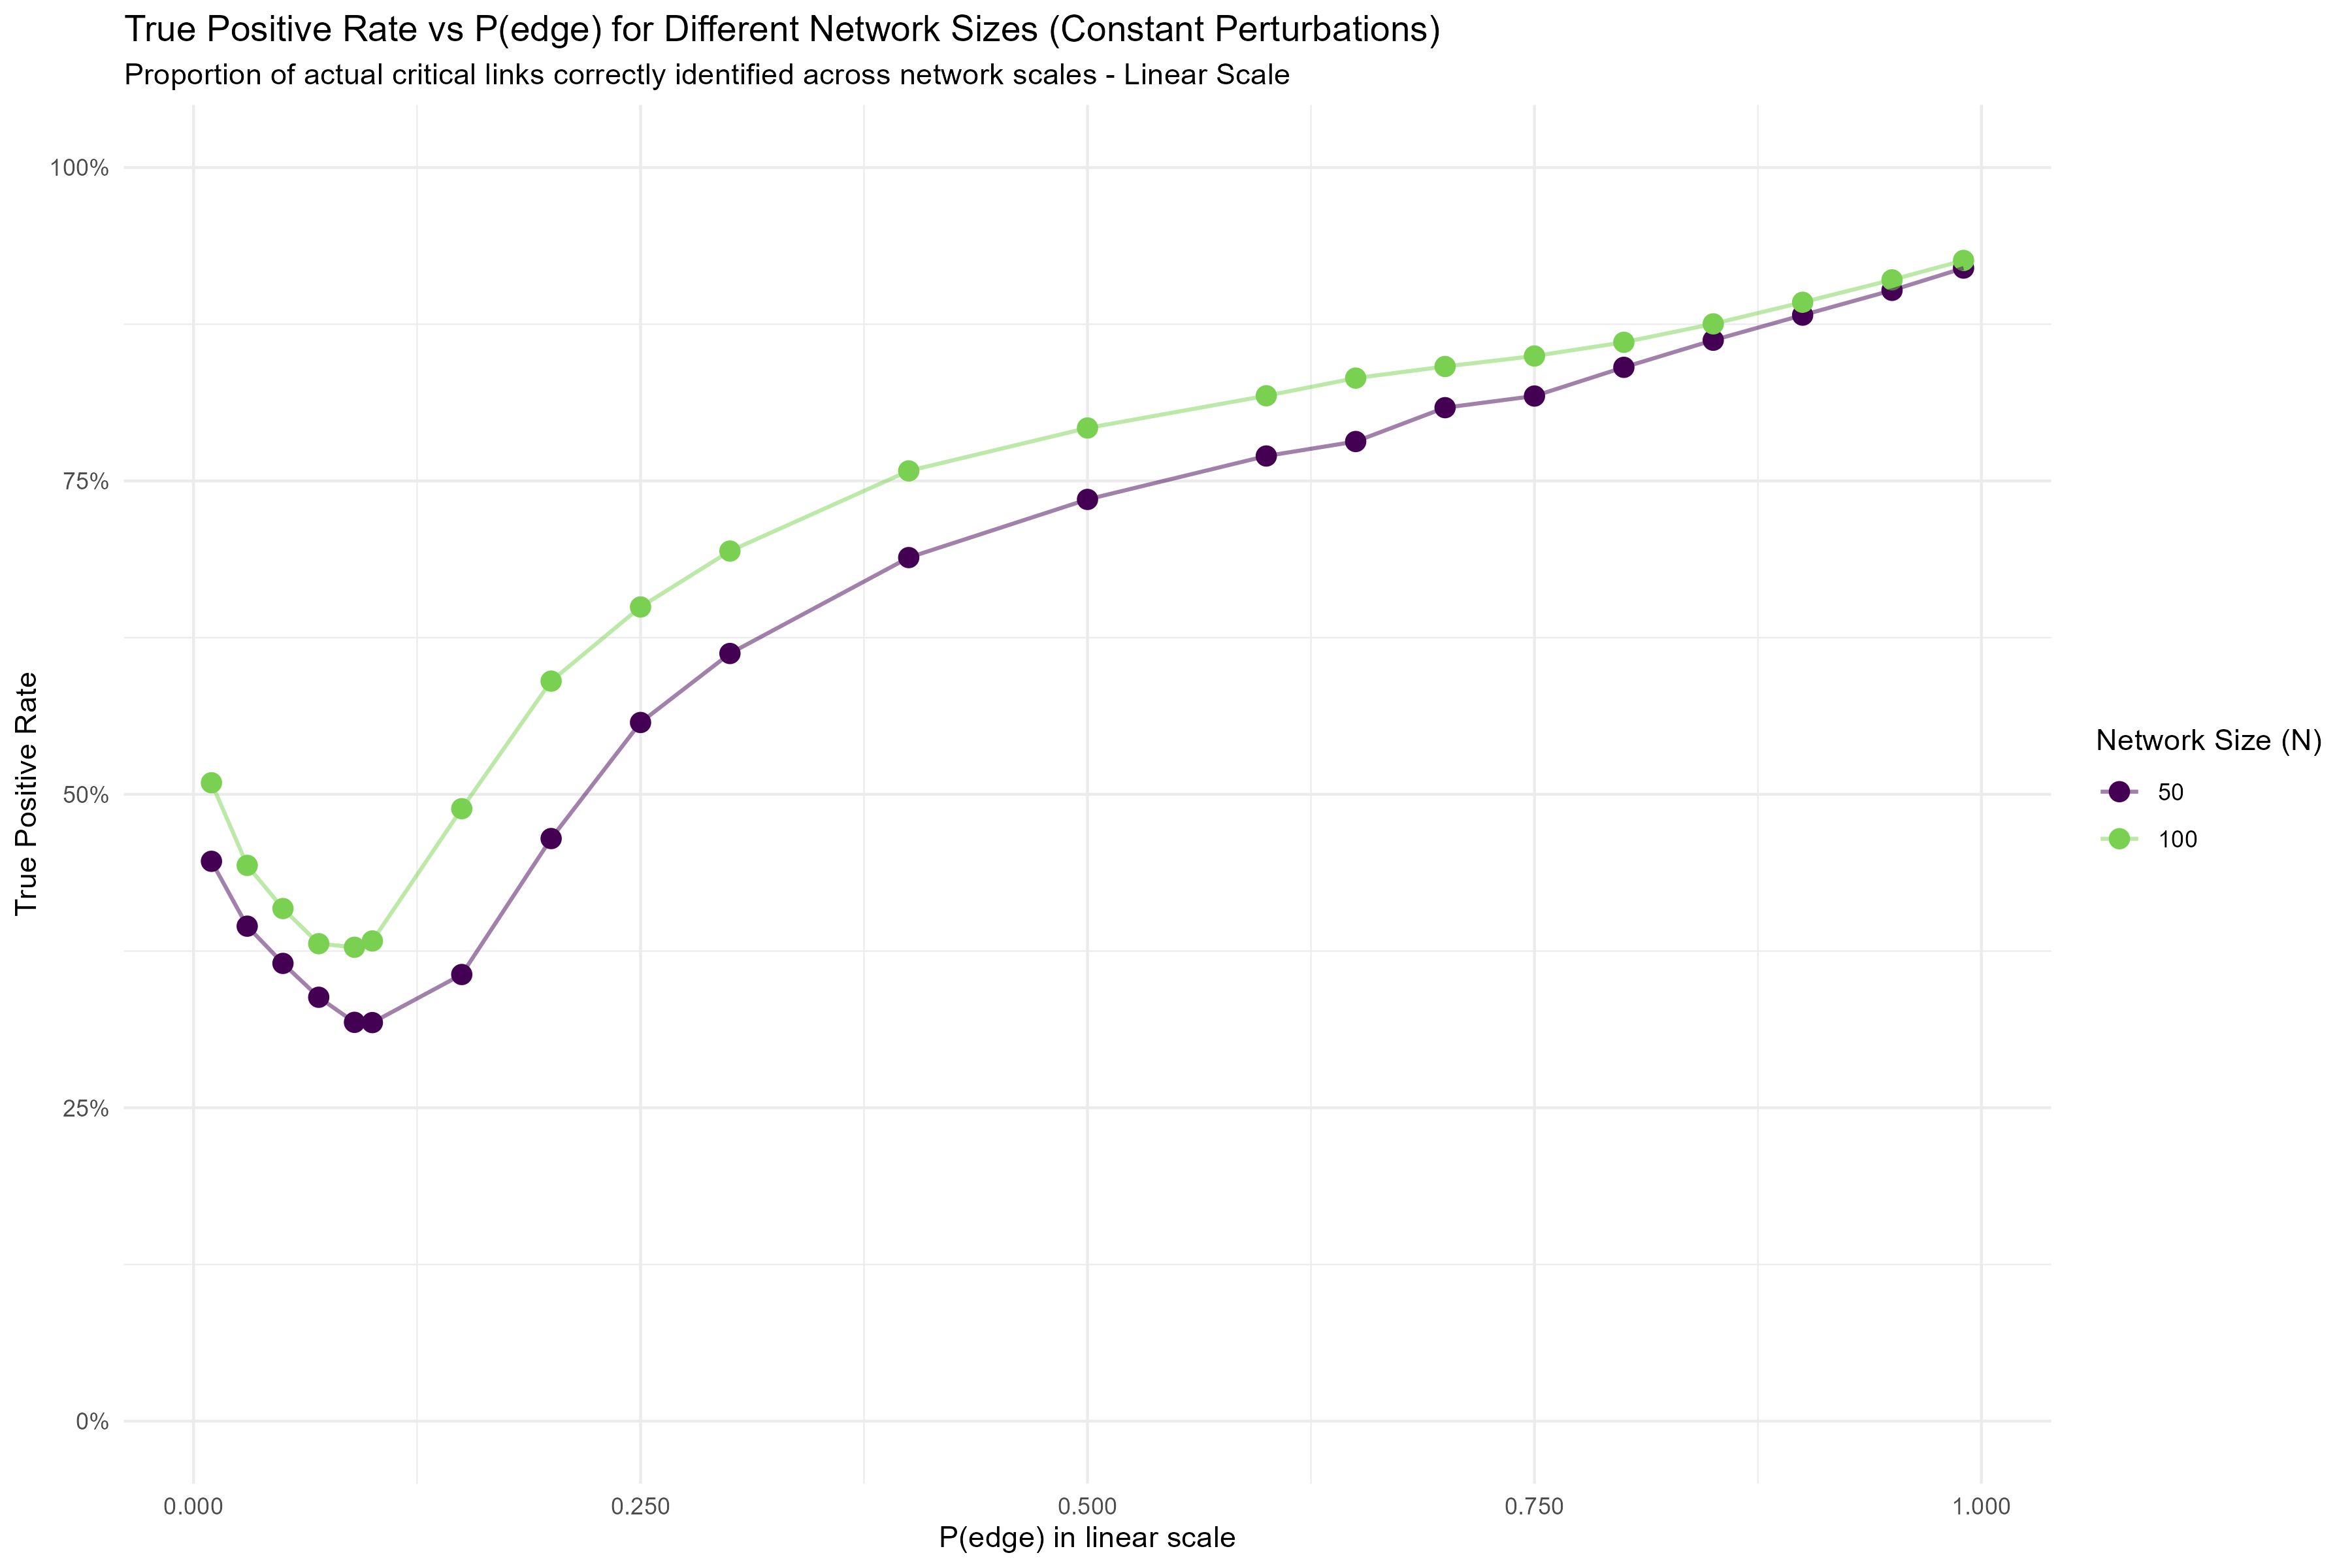 True Positive Rate vs P(edge) for Different Network Sizes (Constant Perturbations)
Proportion of actual critical links correctly identified across network scales - Linear Scale
100%
75%
50%
25%
0%
True Positive Rate
0.000
0.250
0.500
0.750
1.000
P(edge) in linear scale
Network Size (N)
50
100